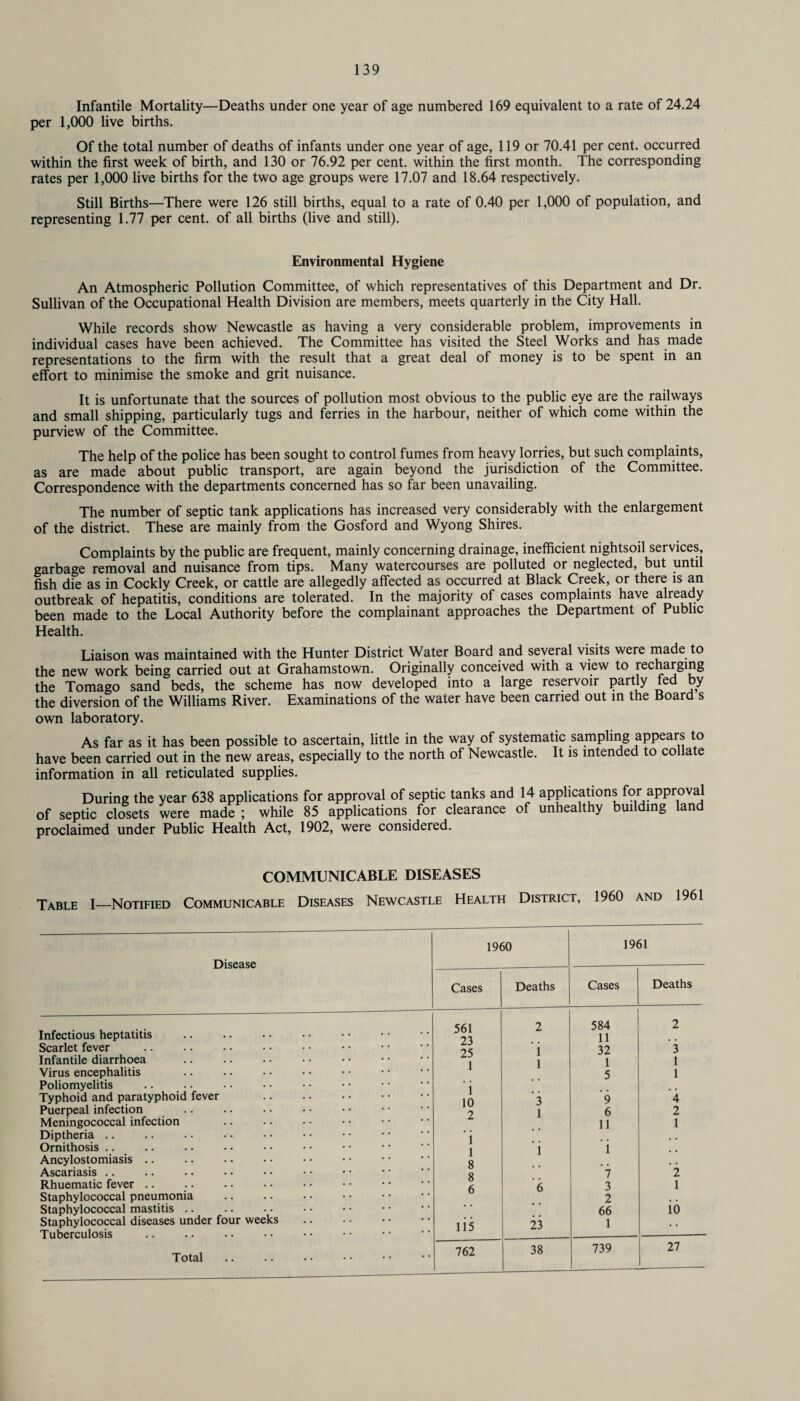 139
Infantile Mortality—Deaths under one year of age numbered 169 equivalent to a rate of 24.24
per 1,000 live births.
Of the total number of deaths of infants under one year of age, 119 or 70.41 per cent. occurred
within the first week of birth, and 130 or 76.92 per cent. within the first month. The corresponding
rates per 1,000 live births for the two age groups were 17.07 and 18.64 respectively.
Still Births—There were 126 still births, equal to a rate of 0.40 per 1,000 of population, and
representing 1.77 per cent. of all births (live and still).
Environmental Hygiene
An Atmospheric Pollution Committee, of which representatives of this Department and Dr.
Sullivan of the Occupational Health Division are members, meets quarterly in the City Hall.
While records show Newcastle as having a very considerable problem, improvements in
individual cases have been achieved. The Committee has visited the Steel Works and has made
representations to the firm with the result that a great deal of money is to be spent in an
effort to minimise the smoke and grit nuisance.
It is unfortunate that the sources of pollution most obvious to the public eye are the railways
and small shipping, particularly tugs and ferries in the harbour, neither of which come within the
purview of the Committee.
The help of the police has been sought to control fumes from heavy lorries, but such complaints,
as are made about public transport, are again beyond the jurisdiction of the Committee.
Correspondence with the departments concerned has so far been unavailing.
The number of septic tank applications has increased very considerably with the enlargement
of the district. These are mainly from the Gosford and Wyong Shires.
Complaints by the public are frequent, mainly concerning drainage, inefficient nightsoil services,
garbage removal and nuisance from tips. Many watercourses are polluted or neglected, but until
fish die as in Cockly Creek, or cattle are allegedly affected as occurred at Black Creek, or there is an
outbreak of hepatitis, conditions are tolerated. In the majority of cases complaints have already
been made to the Local Authority before the complainant approaches the Department of Public
Health.
Liaison was maintained with the Hunter District Water Board and several visits were made to
the new work being carried out at Grahamstown. Originally conceived with a view to recharging
the Tomago sand beds, the scheme has now developed into a large reservoir partly fed by
the diversion of the Williams River. Examinations of the water have been carried out in the Board's
own laboratory.
As far as it has been possible to ascertain, little in the way of systematic sampling appears to
have been carried out in the new areas, especially to the north of Newcastle. It is intended to collate
information in all reticulated supplies.
During the year 638 applications for approval of septic tanks and 14 applications for approval
of septic closets were made ; while 85 applications for clearance of unhealthy building land
proclaimed under Public Health Act, 1902, were considered.
COMMUNICABLE DISEASES
Table I—Notified Communicable Diseases Newcastle Health District, 1960 and 1961
Disease 1960 1961
Cases Deaths Cases Deaths
Infectious heptatitis 561 2 584 2
Scarlet fever 23 .. 11 ..
Infantile diarrhoea 25 1 32 3
Virus encephalitis 1 1 1 1
Poliomyelitis .. .. 5 1
Typhoid and paratyphoid fever 1 .. .. ..
Puerpeal infection 10 3 9 4
Meningococcal infection 2 1 6 2
Diptheria .. .. .. 11 1
Ornithosis .. 1 .. .. ..
Ancylostomiasis .. 1 1 1 ..
Ascariasis .. 8 .. .. ..
Rhuematic fever .. 8 .. 7 2
Staphylococcal pneumonia 6 6 3 1
Staphylococcal mastitis .. .. .. 2 ..
Staphylococcal diseases under four weeks .. .. 66 10
Tuberculosis 115 23 1 ..
Total 762 38 739 27